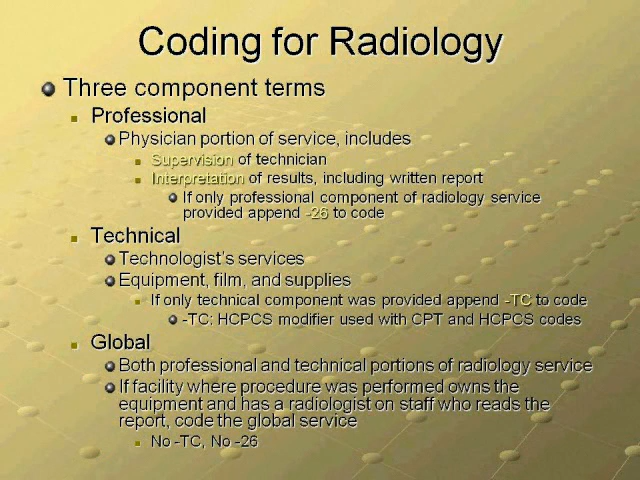 Coding for Radiology
Three component terms
Professional
Physician portion of service, includes
Supervision of technician
Interpretation of results, including written report
If only professional component of radiology service
provided append -26 to code
Technical
Technologist's services
Equipment, film, and supplies
If only technical component was provided append -TC to code
-TC: HCPCS modifier used with CPT and HCPCS codes
Global
Both professional and technical portions of radiology service
If facility where procedure was performed owns the
equipment and has a radiologist on staff who reads the
report, code the global service
No -TC, No -26